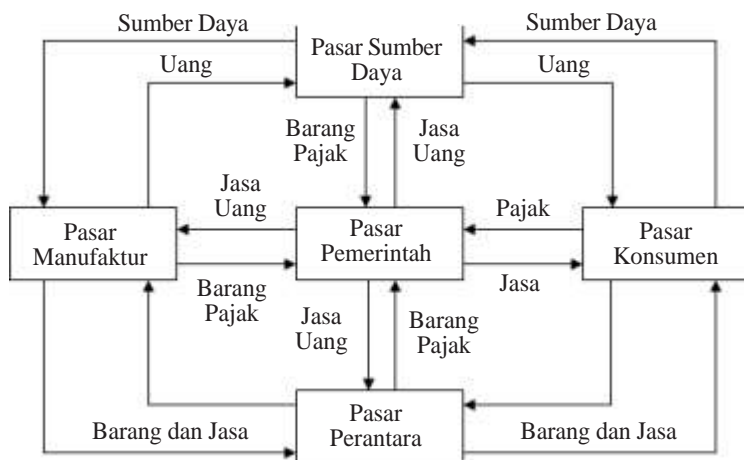 Sumber Daya
Sumber Daya
Pasar Sumber
Daya
Uang
Uang
Barang
Pajak
Jasa
Uang
Jasa
Uang
Pajak
Pasar
Manufaktur
Pasar
Pemerintah
Pasar
Konsumen
Barang
Pajak
Jasa
Jasa
Uang
Barang
Pajak
Pasar
Perantara
Barang dan Jasa
Barang dan Jasa